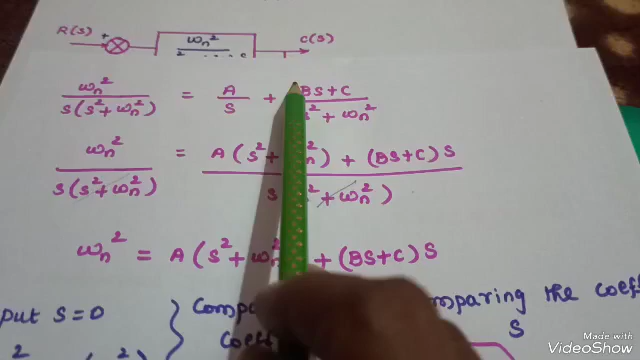 R(S) + ωn² C(S)
ωn² / S(S² + ωn²) = A / S + BS+C / S² + ωn²
ωn² / S(S² + ωn²) = A(S² + ωn²) + (BS+C) S / S(S² + ωn²)
ωn² = A(S² + ωn²) + (BS+C) S
put S=0
omparing the coeff
S
Made with
VideoShow